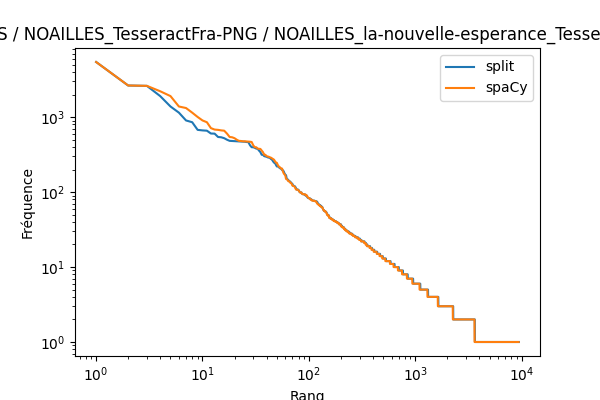 S / NOAILLES_TesseractFra-PNG / NOAILLES_la-nouvelle-esperance_Tesse
split
spaCy
Fréquence
10³
10²
10¹
10⁰
10⁰ 10¹ 10² 10³ 10⁴
Rang